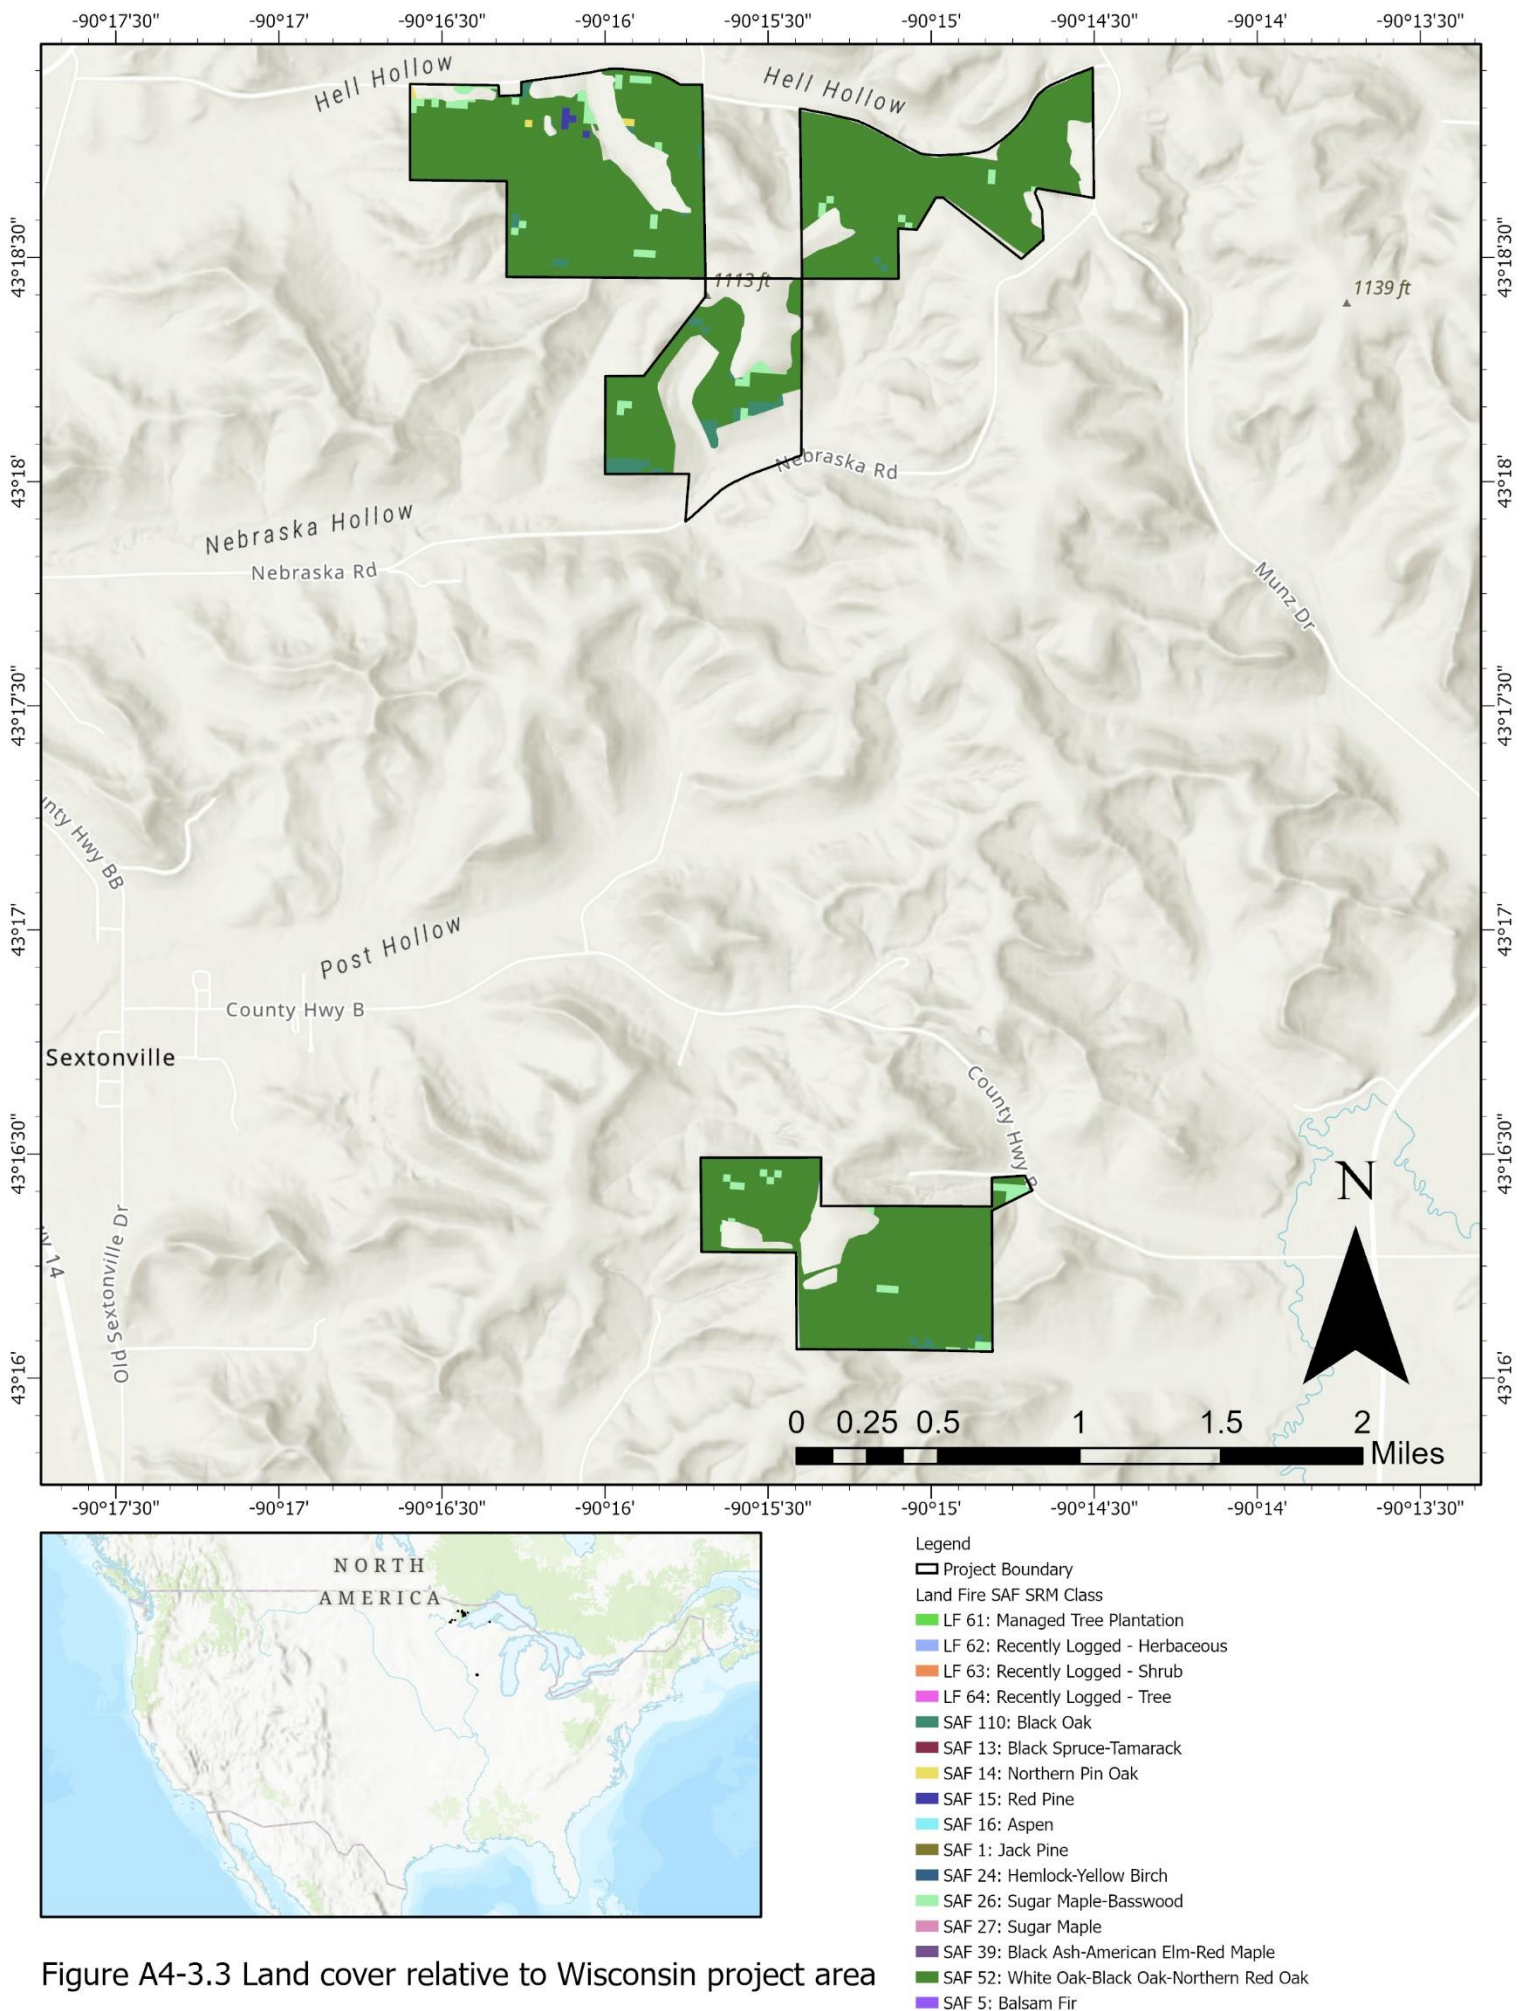 -90°17'30" -90°17' -90°16'30" -90°16' -90°15'30" -90°15' -90°14'30" -90°14' -90°13'30"
Hell Hollow
Hell Hollow
43°18'30"
43°18'30"
1113 ft
1139 ft
Nebraska Rd
43°18'
43°18'
Nebraska Hollow
Nebraska Rd
Munz Dr
43°17'30"
43°17'30"
unty Hwy BB
Post Hollow
43°17'
43°17'
County Hwy B
Sextonville
County Hwy B
43°16'30"
43°16'30"
N
Old Sextonville Dr
wy 14
43°16'
43°16'
0 0.25 0.5 1 1.5 2
Miles
-90°17'30" -90°17' -90°16'30" -90°16' -90°15'30" -90°15' -90°14'30" -90°14' -90°13'30"
NORTH
AMERICA
Legend
Project Boundary
Land Fire SAF SRM Class
LF 61: Managed Tree Plantation
LF 62: Recently Logged - Herbaceous
LF 63: Recently Logged - Shrub
LF 64: Recently Logged - Tree
SAF 110: Black Oak
SAF 13: Black Spruce-Tamarack
SAF 14: Northern Pin Oak
SAF 15: Red Pine
SAF 16: Aspen
SAF 1: Jack Pine
SAF 24: Hemlock-Yellow Birch
SAF 26: Sugar Maple-Basswood
SAF 27: Sugar Maple
SAF 39: Black Ash-American Elm-Red Maple
SAF 52: White Oak-Black Oak-Northern Red Oak
SAF 5: Balsam Fir
Figure A4-3.3 Land cover relative to Wisconsin project area